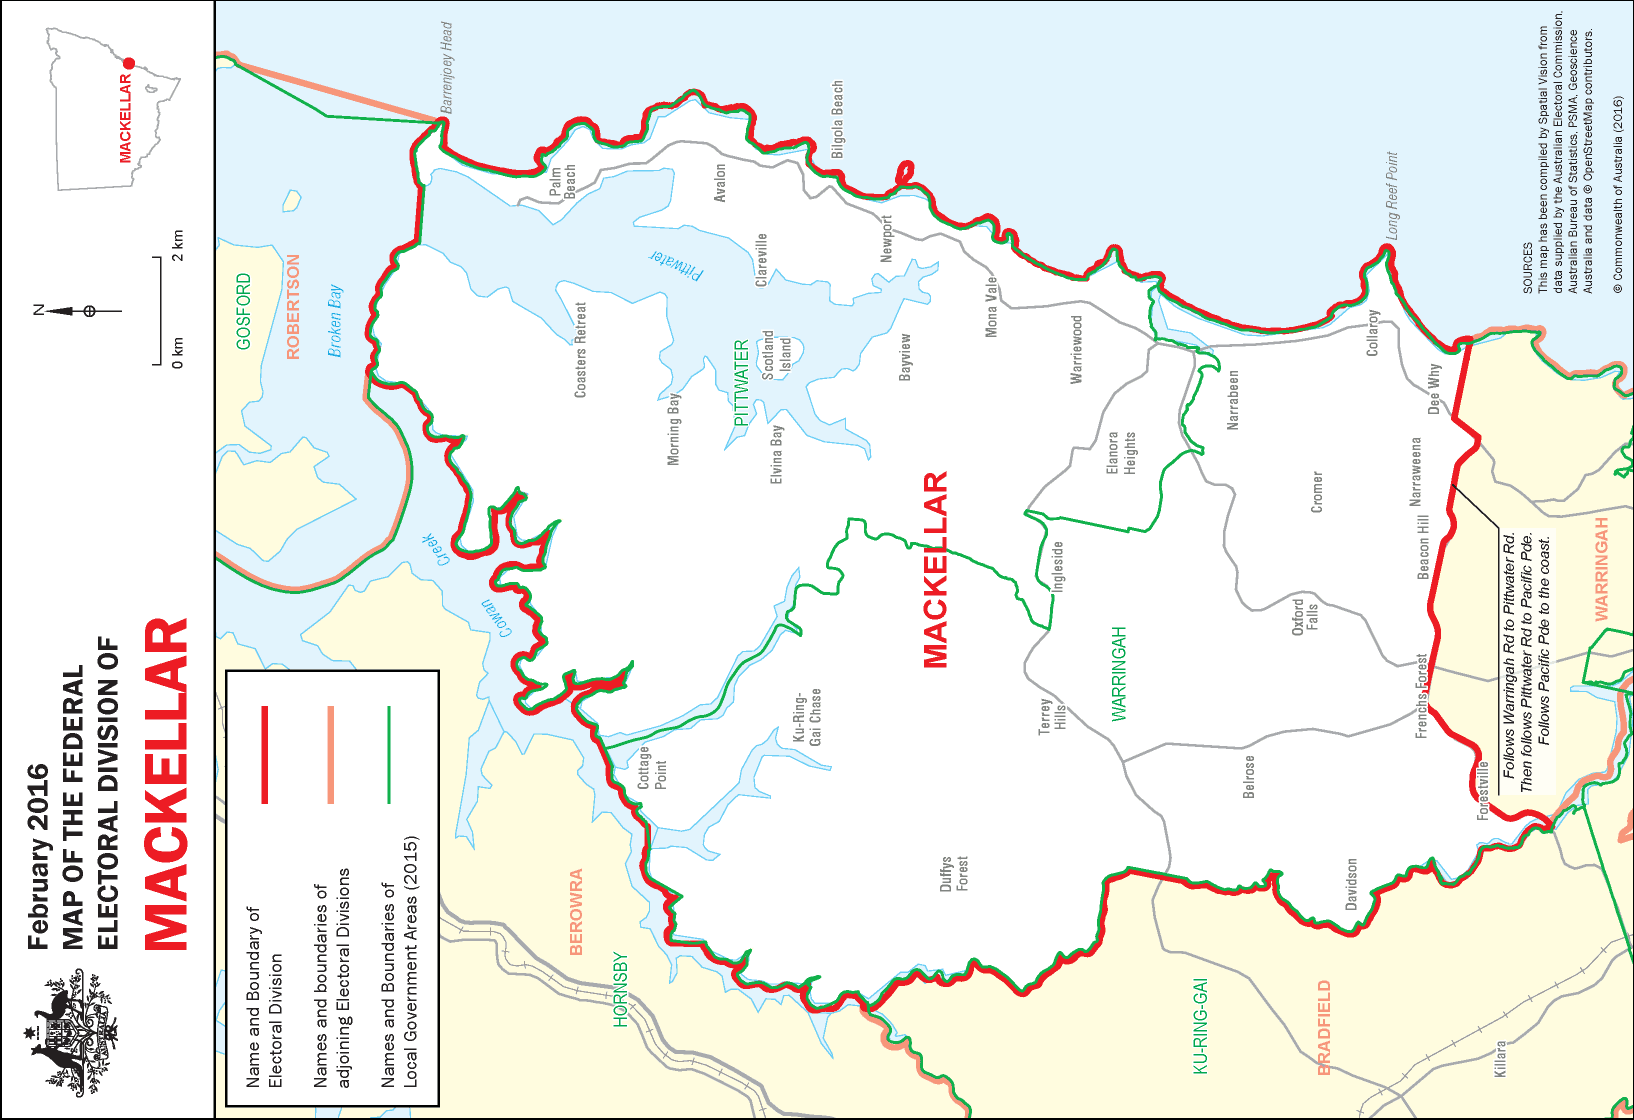 February 2016
MAP OF THE FEDERAL
ELECTORAL DIVISION OF
MACKELLAR
N
0 km
2 km
MACKELLAR
Name and Boundary of
Electoral Division
Names and boundaries of
adjoining Electoral Divisions
Names and Boundaries of
Local Government Areas (2015)
GOSFORD
ROBERTSON
Broken Bay
Barrenjoey Head
Creek
Cowan
Palm
Beach
Coasters Retreat
Pittwater
Avalon
Bilgola Beach
Clareville
Newport
Morning Bay
PITTWATER
Scotland
Island
Elvina Bay
Bayview
Mona Vale
Cottage
Point
Ku-Ring-
Gai Chase
MACKELLAR
Warriewood
Elanora
Heights
Ingleside
Terrey
Hills
WARRINGAH
Narrabeen
Long Reef Point
Collaroy
Dee Why
Cromer
Narraweena
Beacon Hill
Oxford
Falls
Frenchs Forest
Belrose
Forestville
Davidson
Duffys
Forest
BEROWRA
HORNSBY
KU-RING-GAI
BRADFIELD
Killara
WARRINGAH
Follows Warringah Rd to Pittwater Rd.
Then follows Pittwater Rd to Pacific Pde.
Follows Pacific Pde to the coast.
SOURCES
This map has been compiled by Spatial Vision from
data supplied by the Australian Electoral Commission.
Australian Bureau of Statistics, PSMA, Geoscience
Australia and data © OpenStreetMap contributors.
© Commonwealth of Australia (2016)